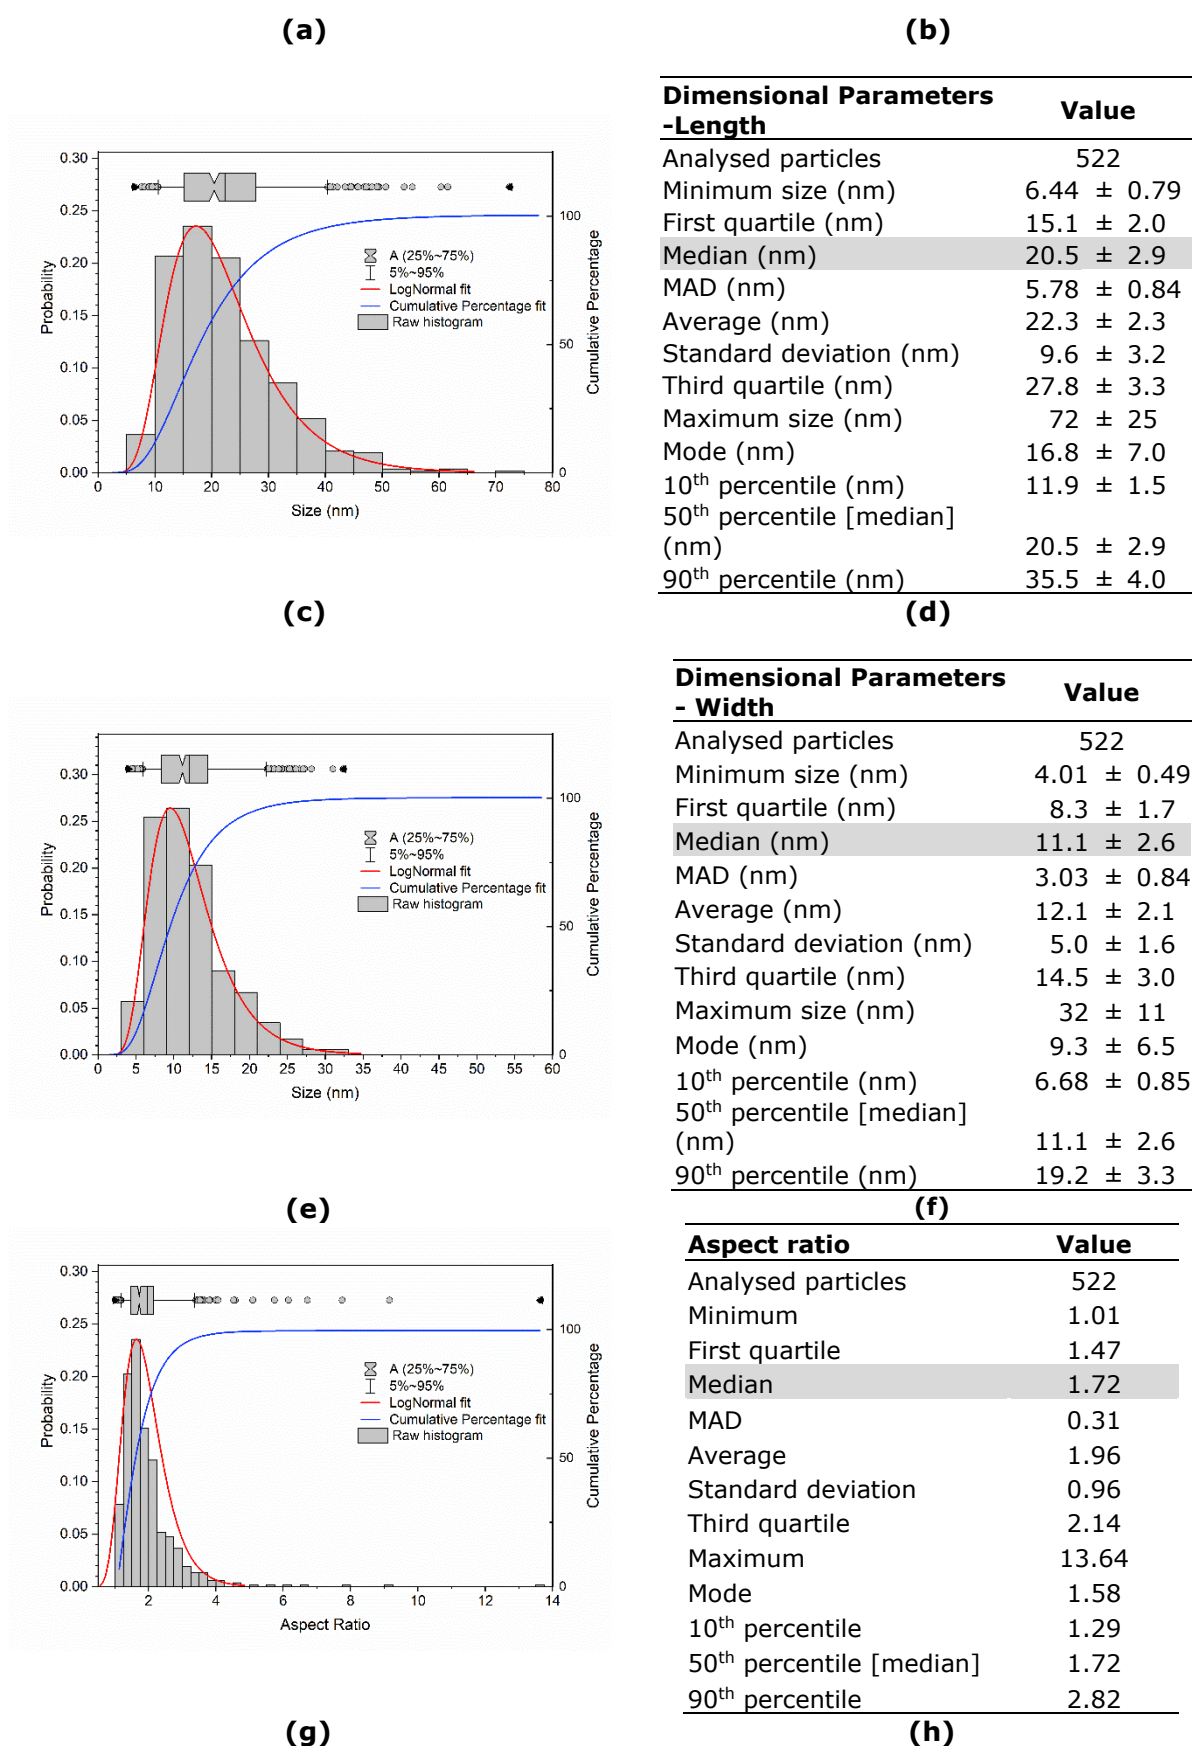 (a)
(b)
0.30
0.25
0.20
0.15
0.10
0.05
0.00
Probability
0
10
20
30
40
50
60
70
80
Size (nm)
100
50
0
Cumulative Percentage
A (25%~75%)
5%~95%
LogNormal fit
Cumulative Percentage fit
Raw histogram
Dimensional Parameters
-Length
Value
Analysed particles 522
Minimum size (nm) 6.44 ± 0.79
First quartile (nm) 15.1 ± 2.0
Median (nm) 20.5 ± 2.9
MAD (nm) 5.78 ± 0.84
Average (nm) 22.3 ± 2.3
Standard deviation (nm) 9.6 ± 3.2
Third quartile (nm) 27.8 ± 3.3
Maximum size (nm) 72 ± 25
Mode (nm) 16.8 ± 7.0
10th percentile (nm) 11.9 ± 1.5
50th percentile [median]
(nm) 20.5 ± 2.9
90th percentile (nm) 35.5 ± 4.0
(c)
(d)
0.30
0.25
0.20
0.15
0.10
0.05
0.00
Probability
0
5
10
15
20
25
30
35
40
45
50
55
60
Size (nm)
100
50
0
Cumulative Percentage
A (25%~75%)
5%~95%
LogNormal fit
Cumulative Percentage fit
Raw histogram
Dimensional Parameters
- Width
Value
Analysed particles 522
Minimum size (nm) 4.01 ± 0.49
First quartile (nm) 8.3 ± 1.7
Median (nm) 11.1 ± 2.6
MAD (nm) 3.03 ± 0.84
Average (nm) 12.1 ± 2.1
Standard deviation (nm) 5.0 ± 1.6
Third quartile (nm) 14.5 ± 3.0
Maximum size (nm) 32 ± 11
Mode (nm) 9.3 ± 6.5
10th percentile (nm) 6.68 ± 0.85
50th percentile [median]
(nm) 11.1 ± 2.6
90th percentile (nm) 19.2 ± 3.3
(e)
(f)
0.30
0.25
0.20
0.15
0.10
0.05
0.00
Probability
2
4
6
8
10
12
14
Aspect Ratio
100
50
0
Cumulative Percentage
A (25%~75%)
5%~95%
LogNormal fit
Cumulative Percentage fit
Raw histogram
Aspect ratio Value
Analysed particles 522
Minimum 1.01
First quartile 1.47
Median 1.72
MAD 0.31
Average 1.96
Standard deviation 0.96
Third quartile 2.14
Maximum 13.64
Mode 1.58
10th percentile 1.29
50th percentile [median] 1.72
90th percentile 2.82
(g)
(h)